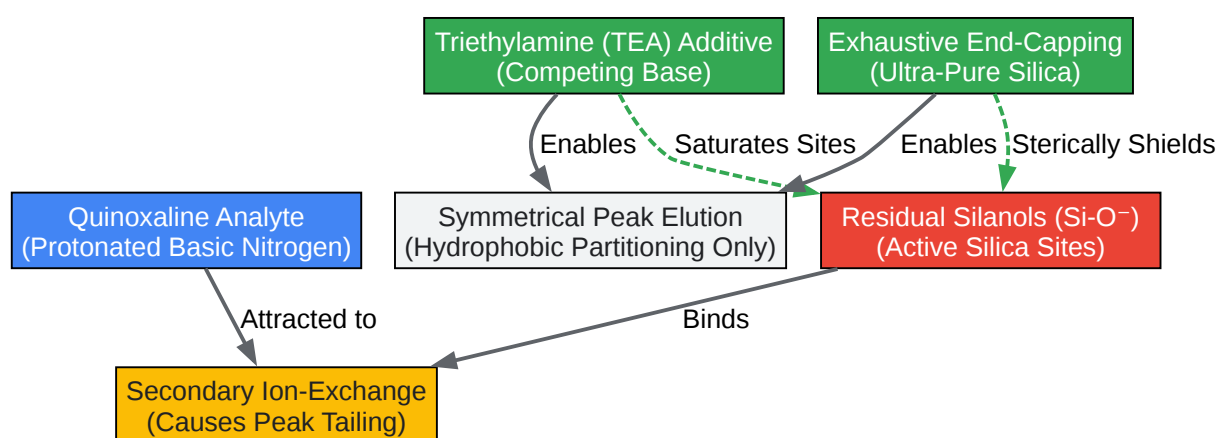 Triethylamine (TEA) Additive
(Competing Base)
Exhaustive End-Capping
(Ultra-Pure Silica)
Enables
Saturates Sites
Enables
Sterically Shields
Quinoxaline Analyte
(Protonated Basic Nitrogen)
Symmetrical Peak Elution
(Hydrophobic Partitioning Only)
Residual Silanols (Si-O⁻)
(Active Silica Sites)
Attracted to
Binds
Secondary Ion-Exchange
(Causes Peak Tailing)